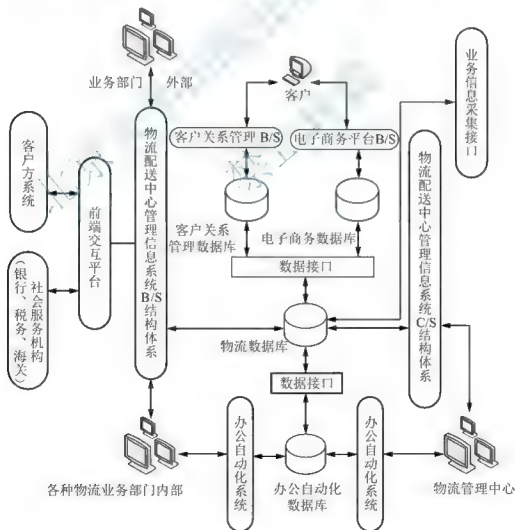 业务部门
外部
客户
业务信息采集接口
客户关系管理B/S
电子商务平台B/S
客户方系统
前端交互平台
物流配送中心管理信息系统B/S结构体系
物流配送中心管理信息系统C/S结构体系
客户关系
管理数据库
电子商务数据库
数据接口
社会服务机构
(银行、税务、海关)
物流数据库
数据接口
办公自动化系统
办公自动化系统
各种物流业务部门内部
办公自动化
数据库
物流管理中心